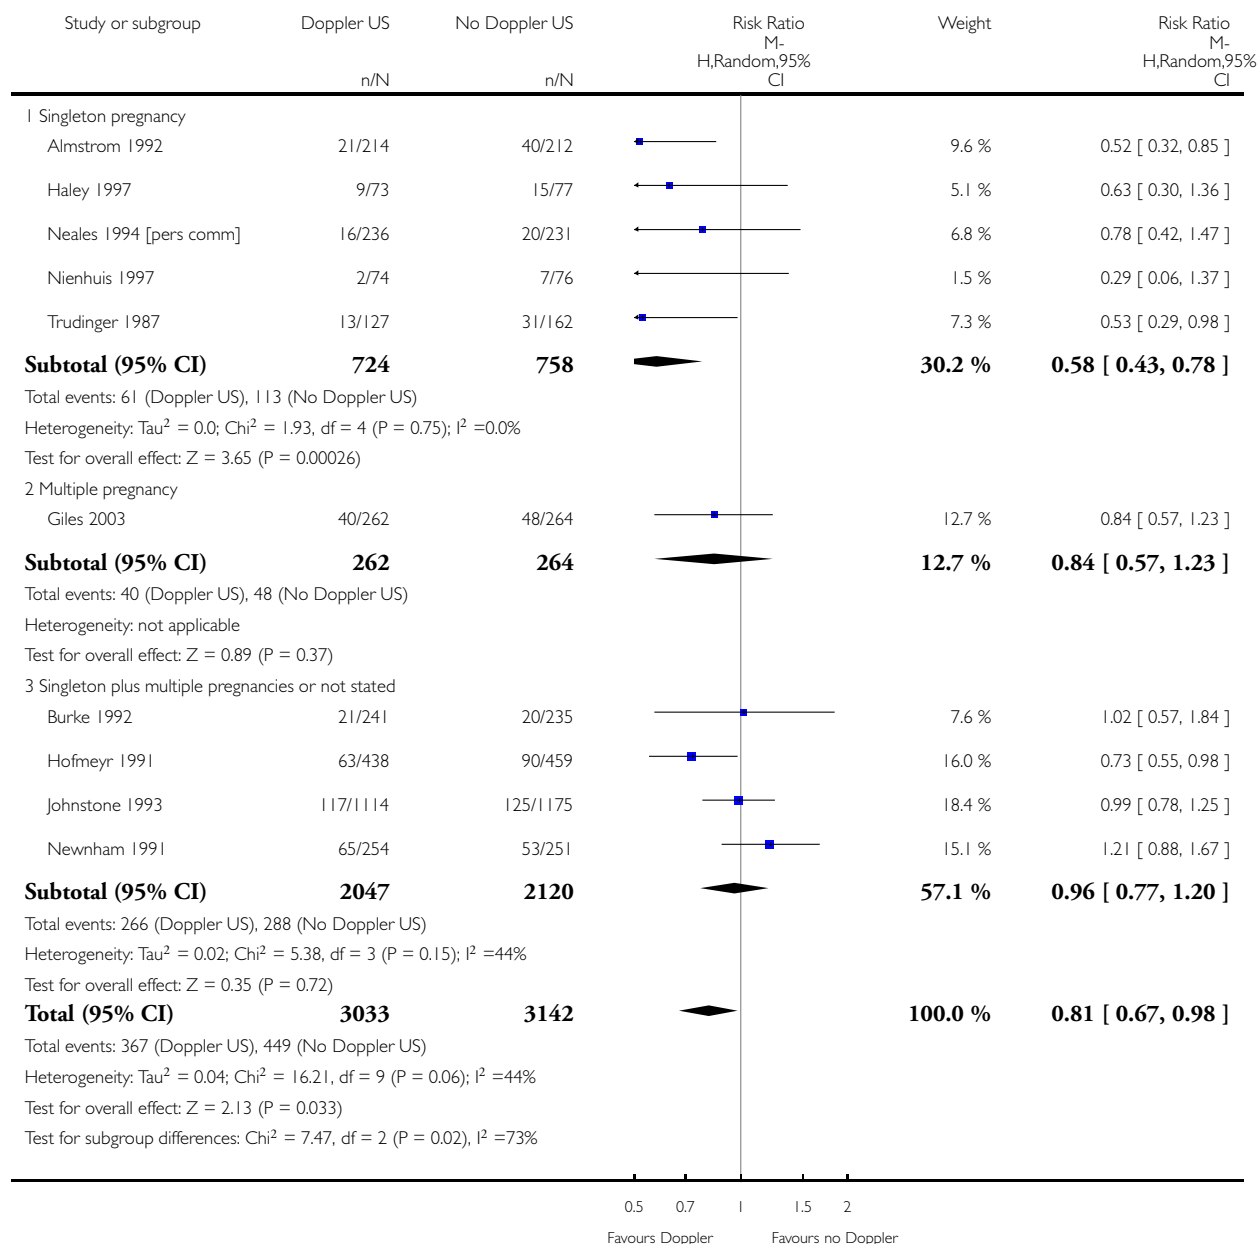 Study or subgroup Doppler US No Doppler US Risk Ratio Weight Risk Ratio
M- M-
H,Random,95% H,Random,95%
n/N n/N CI CI
1 Singleton pregnancy
Almstrom 1992 21/214 40/212 9.6 % 0.52 [ 0.32, 0.85 ]
Haley 1997 9/73 15/77 5.1 % 0.63 [ 0.30, 1.36 ]
Neales 1994 [pers comm] 16/236 20/231 6.8 % 0.78 [ 0.42, 1.47 ]
Nienhuis 1997 2/74 7/76 1.5 % 0.29 [ 0.06, 1.37 ]
Trudinger 1987 13/127 31/162 7.3 % 0.53 [ 0.29, 0.98 ]
Subtotal (95% CI) 724 758 30.2 % 0.58 [ 0.43, 0.78 ]
Total events: 61 (Doppler US), 113 (No Doppler US)
Heterogeneity: Tau² = 0.0; Chi² = 1.93, df = 4 (P = 0.75); I² =0.0%
Test for overall effect: Z = 3.65 (P = 0.00026)
2 Multiple pregnancy
Giles 2003 40/262 48/264 12.7 % 0.84 [ 0.57, 1.23 ]
Subtotal (95% CI) 262 264 12.7 % 0.84 [ 0.57, 1.23 ]
Total events: 40 (Doppler US), 48 (No Doppler US)
Heterogeneity: not applicable
Test for overall effect: Z = 0.89 (P = 0.37)
3 Singleton plus multiple pregnancies or not stated
Burke 1992 21/241 20/235 7.6 % 1.02 [ 0.57, 1.84 ]
Hofmeyr 1991 63/438 90/459 16.0 % 0.73 [ 0.55, 0.98 ]
Johnstone 1993 117/1114 125/1175 18.4 % 0.99 [ 0.78, 1.25 ]
Newnham 1991 65/254 53/251 15.1 % 1.21 [ 0.88, 1.67 ]
Subtotal (95% CI) 2047 2120 57.1 % 0.96 [ 0.77, 1.20 ]
Total events: 266 (Doppler US), 288 (No Doppler US)
Heterogeneity: Tau² = 0.02; Chi² = 5.38, df = 3 (P = 0.15); I² =44%
Test for overall effect: Z = 0.35 (P = 0.72)
Total (95% CI) 3033 3142 100.0 % 0.81 [ 0.67, 0.98 ]
Total events: 367 (Doppler US), 449 (No Doppler US)
Heterogeneity: Tau² = 0.04; Chi² = 16.21, df = 9 (P = 0.06); I² =44%
Test for overall effect: Z = 2.13 (P = 0.033)
Test for subgroup differences: Chi² = 7.47, df = 2 (P = 0.02), I² =73%
0.5 0.7 1 1.5 2
Favours Doppler Favours no Doppler